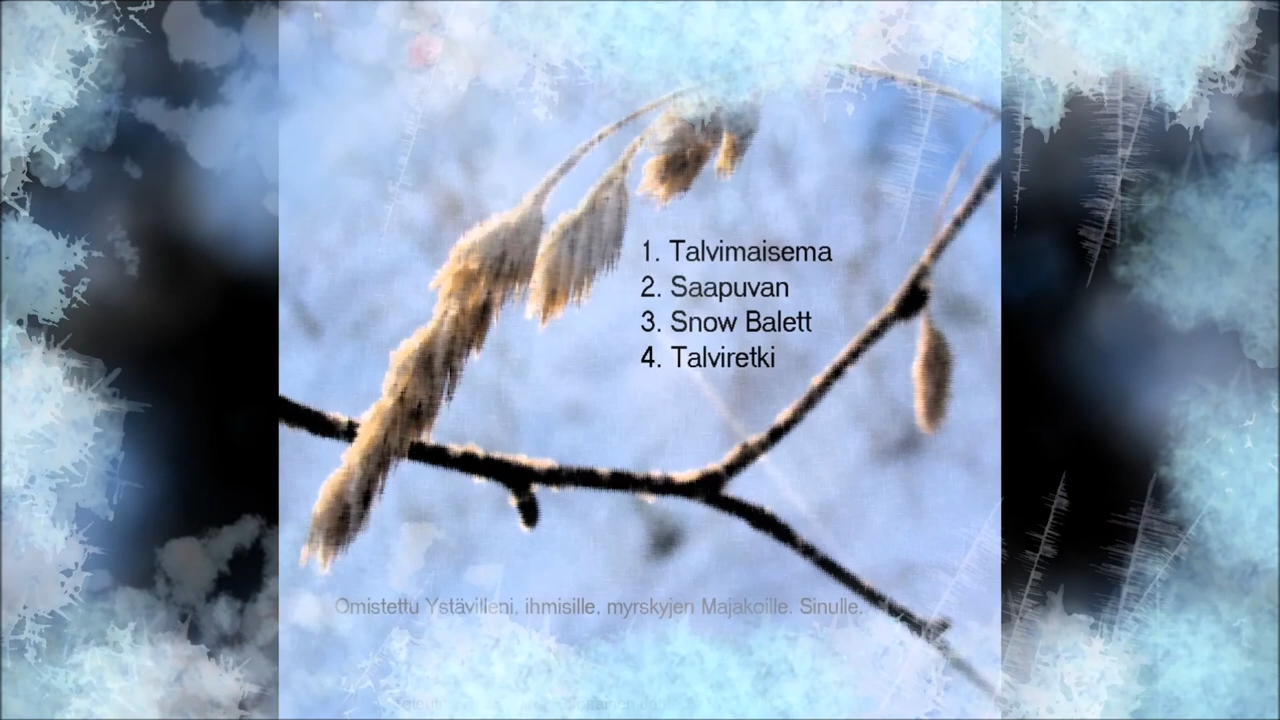 1. Talvimaisema
2. Saapuvan
3. Snow Balett
4. Talviretki
Omistettu Ystävilleni, ihmisille, myrskyjen Majakoille. Sinulle.